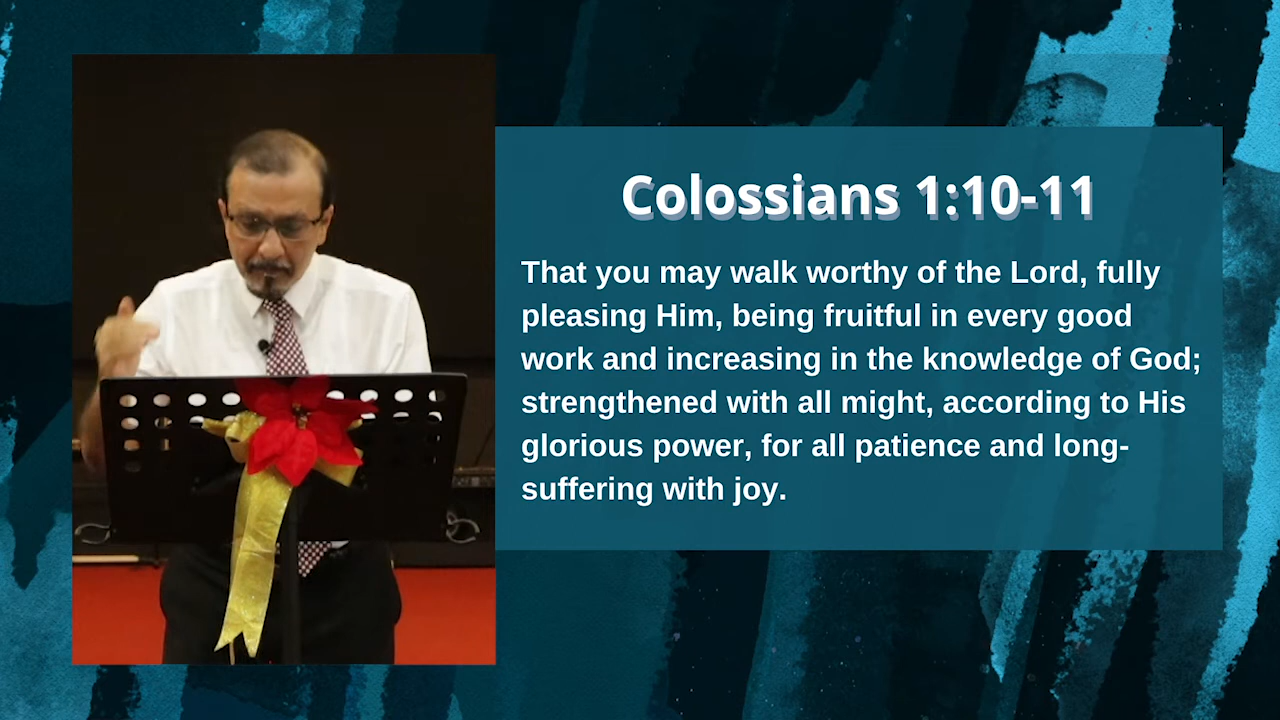 Colossians 1:10-11
That you may walk worthy of the Lord, fully
pleasing Him, being fruitful in every good
work and increasing in the knowledge of God;
strengthened with all might, according to His
glorious power, for all patience and long-
suffering with joy.